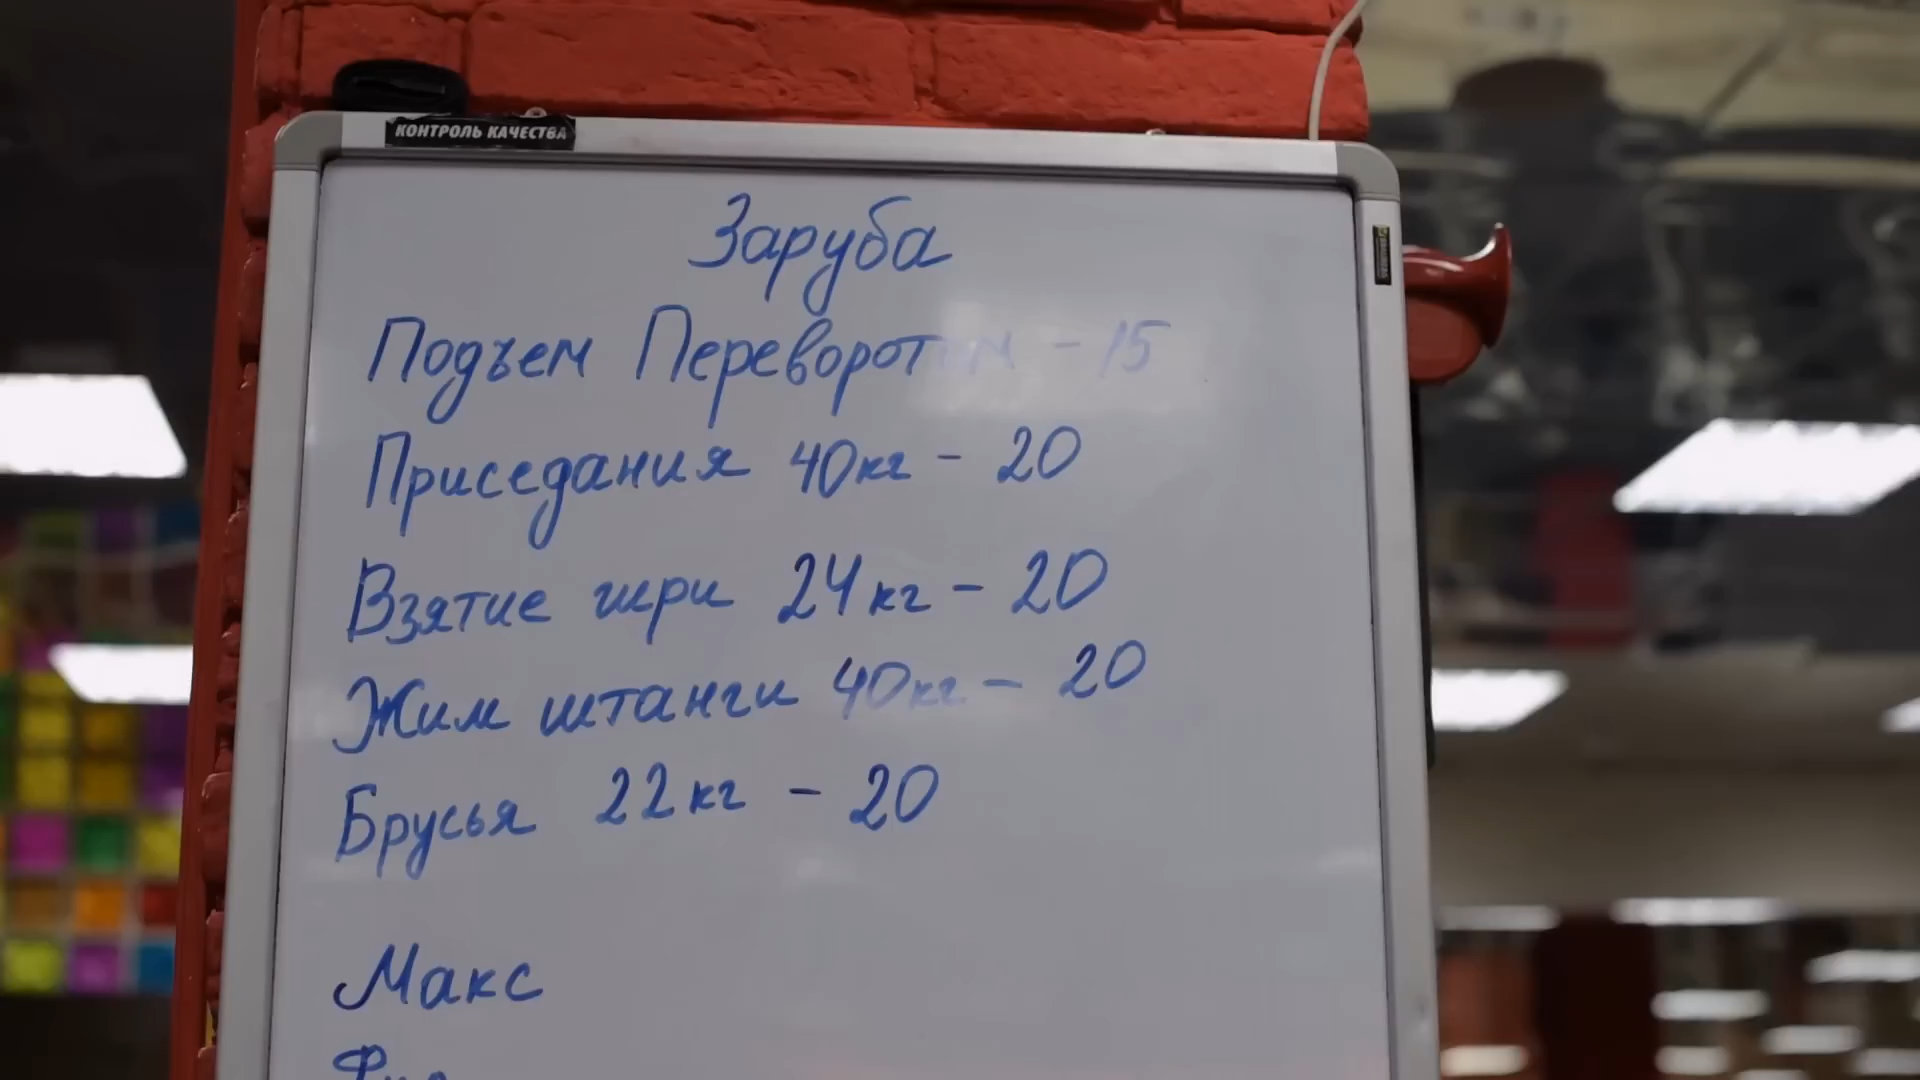 КОНТРОЛЬ КАЧЕСТВА
Заруба
Подъем Переворотом - 15
Приседания 40кг - 20
Взятие гири 24кг - 20
Жим штанги 40кг - 20
Брусья 22кг - 20
Макс